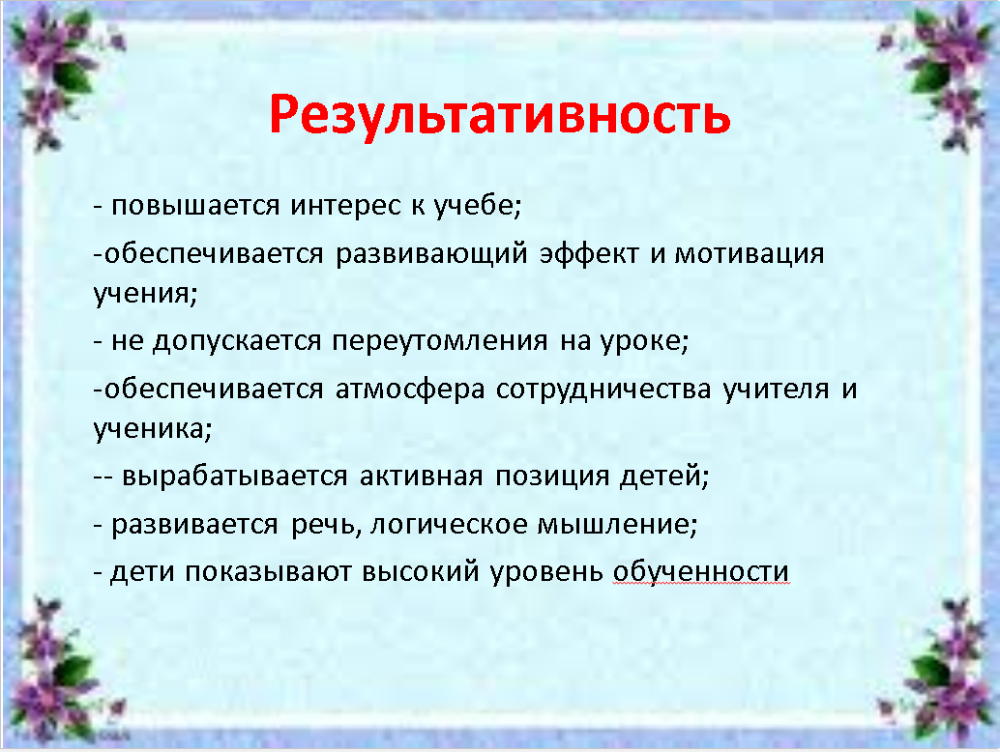 Результативность
- повышается интерес к учебе;
-обеспечивается развивающий эффект и мотивация
учения;
- не допускается переутомления на уроке;
-обеспечивается атмосфера сотрудничества учителя и
ученика;
-- вырабатывается активная позиция детей;
- развивается речь, логическое мышление;
- дети показывают высокий уровень обученности